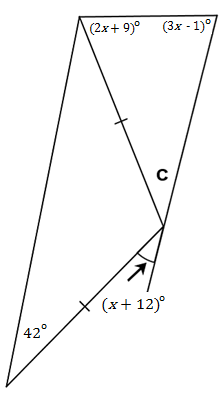 (2x + 9)° (3x - 1)°
C
(x + 12)°
42°